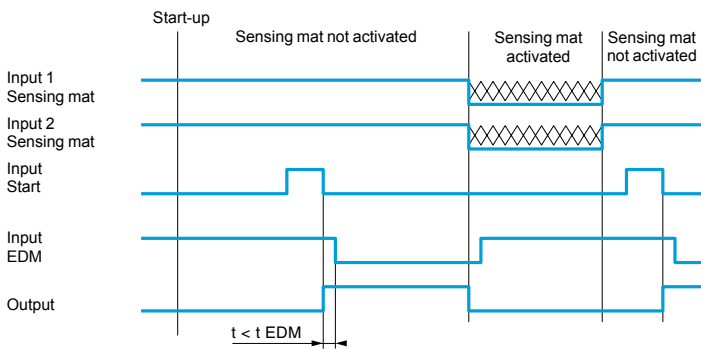 Start-up
Sensing mat not activated
Sensing mat
activated
Sensing mat
not activated
Input 1
Sensing mat
Input 2
Sensing mat
Input
Start
Input
EDM
Output
t < t EDM